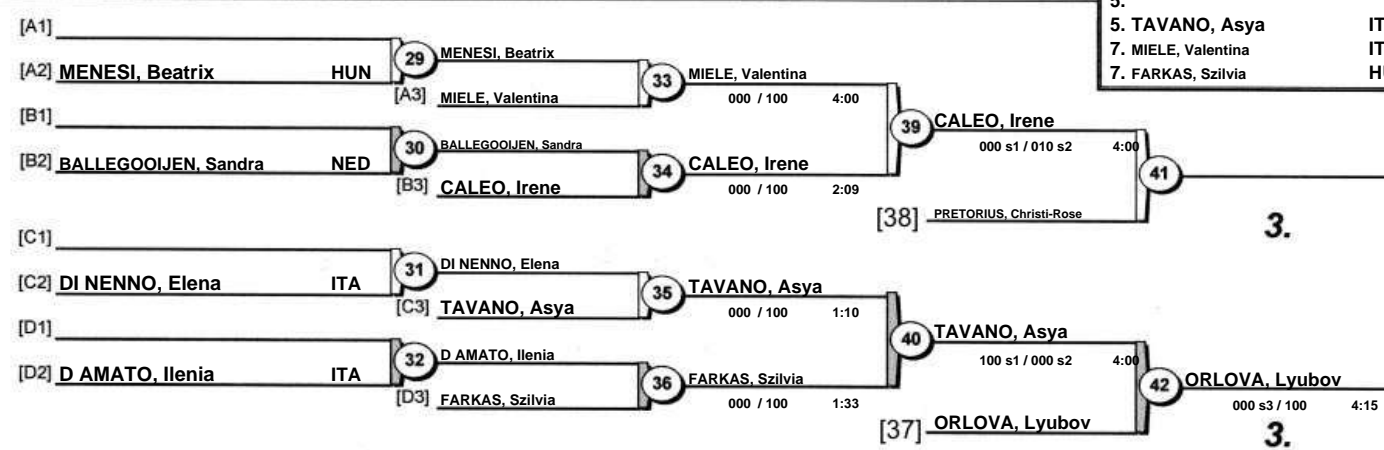 5.
5. TAVANO, Asya IT
7. MIELE, Valentina IT
7. FARKAS, Szilvia HU
[A1]
[A2] MENESI, Beatrix HUN
29 MENESI, Beatrix
[A3] MIELE, Valentina
33 MIELE, Valentina
000 / 100 4:00
[B1]
[B2] BALLEGOOIJEN, Sandra NED
30 BALLEGOOIJEN, Sandra
[B3] CALEO, Irene
34 CALEO, Irene
000 / 100 2:09
39 CALEO, Irene
000 s1 / 010 s2 4:00
[38] PRETORIUS, Christi-Rose
41
3.
[C1]
[C2] DI NENNO, Elena ITA
31 DI NENNO, Elena
[C3] TAVANO, Asya
35 TAVANO, Asya
000 / 100 1:10
[D1]
[D2] D AMATO, Ilenia ITA
32 D AMATO, Ilenia
[D3] FARKAS, Szilvia
36 FARKAS, Szilvia
000 / 100 1:33
40 TAVANO, Asya
100 s1 / 000 s2 4:00
[37] ORLOVA, Lyubov
42 ORLOVA, Lyubov
000 s3 / 100 4:15
3.